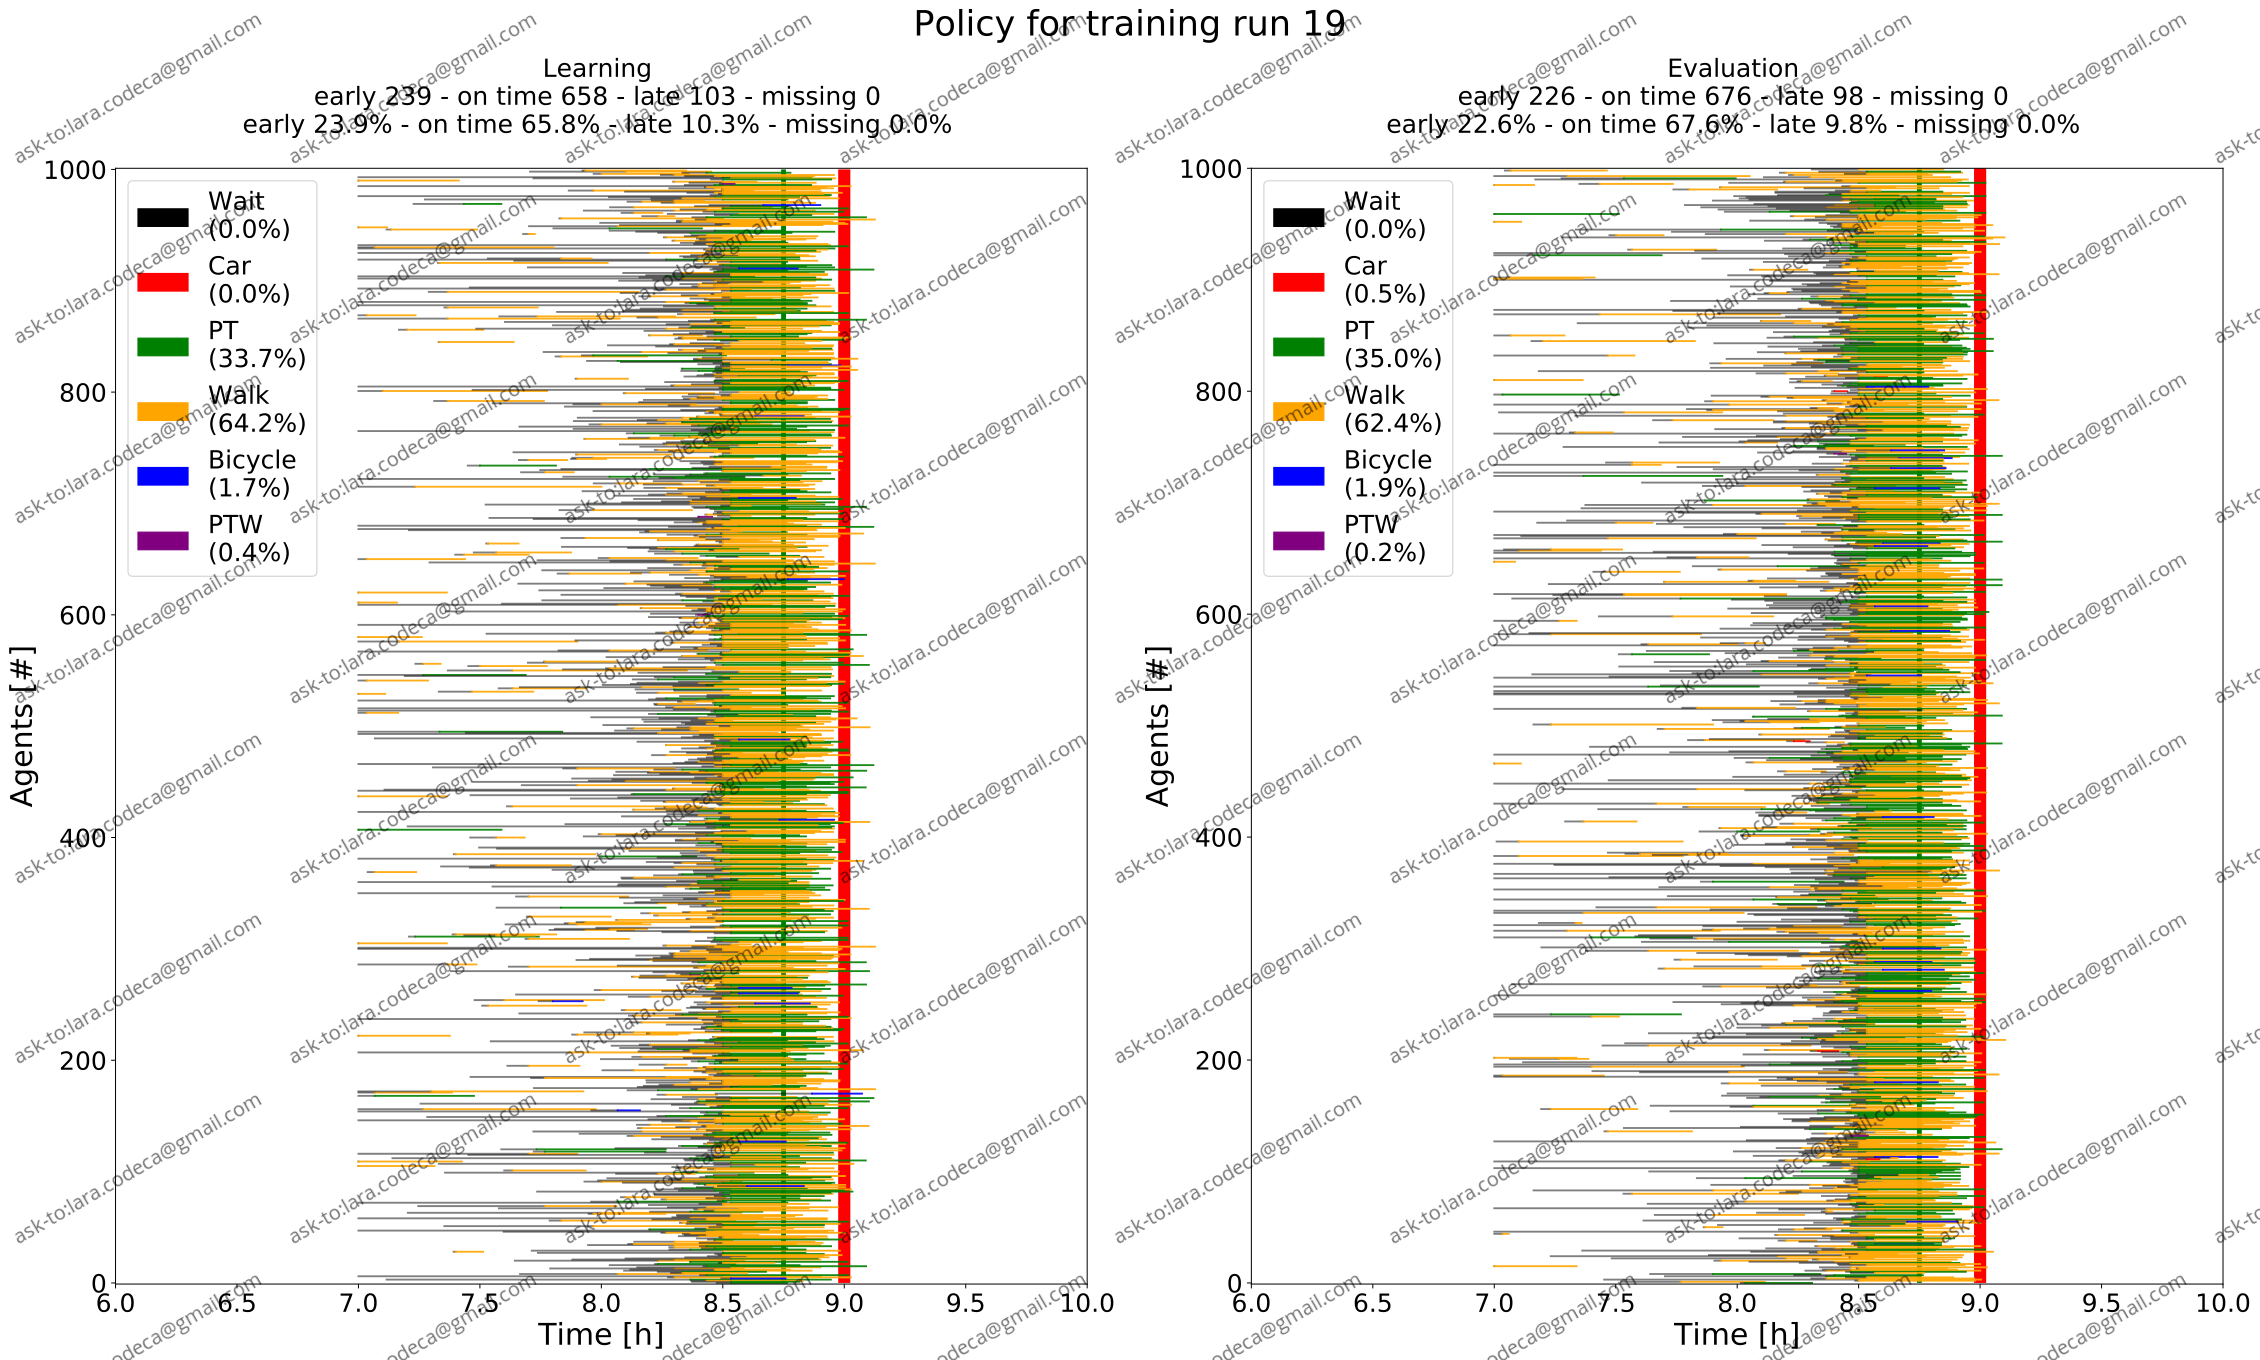 Policy for training run 19
Learning
early 239 - on time 658 - late 103 - missing 0
early 23.9% - on time 65.8% - late 10.3% - missing 0.0%
Agents [#]
1000
800
600
400
200
0
Wait
(0.0%)
Car
(0.0%)
PT
(33.7%)
Walk
(64.2%)
Bicycle
(1.7%)
PTW
(0.4%)
6.0 6.5 7.0 7.5 8.0 8.5 9.0 9.5 10.0
Time [h]
Evaluation
early 226 - on time 676 - late 98 - missing 0
early 22.6% - on time 67.6% - late 9.8% - missing 0.0%
Agents [#]
1000
800
600
400
200
0
Wait
(0.0%)
Car
(0.5%)
PT
(35.0%)
Walk
(62.4%)
Bicycle
(1.9%)
PTW
(0.2%)
6.0 6.5 7.0 7.5 8.0 8.5 9.0 9.5 10.0
Time [h]
ask-to:lara.codeca@gmail.com